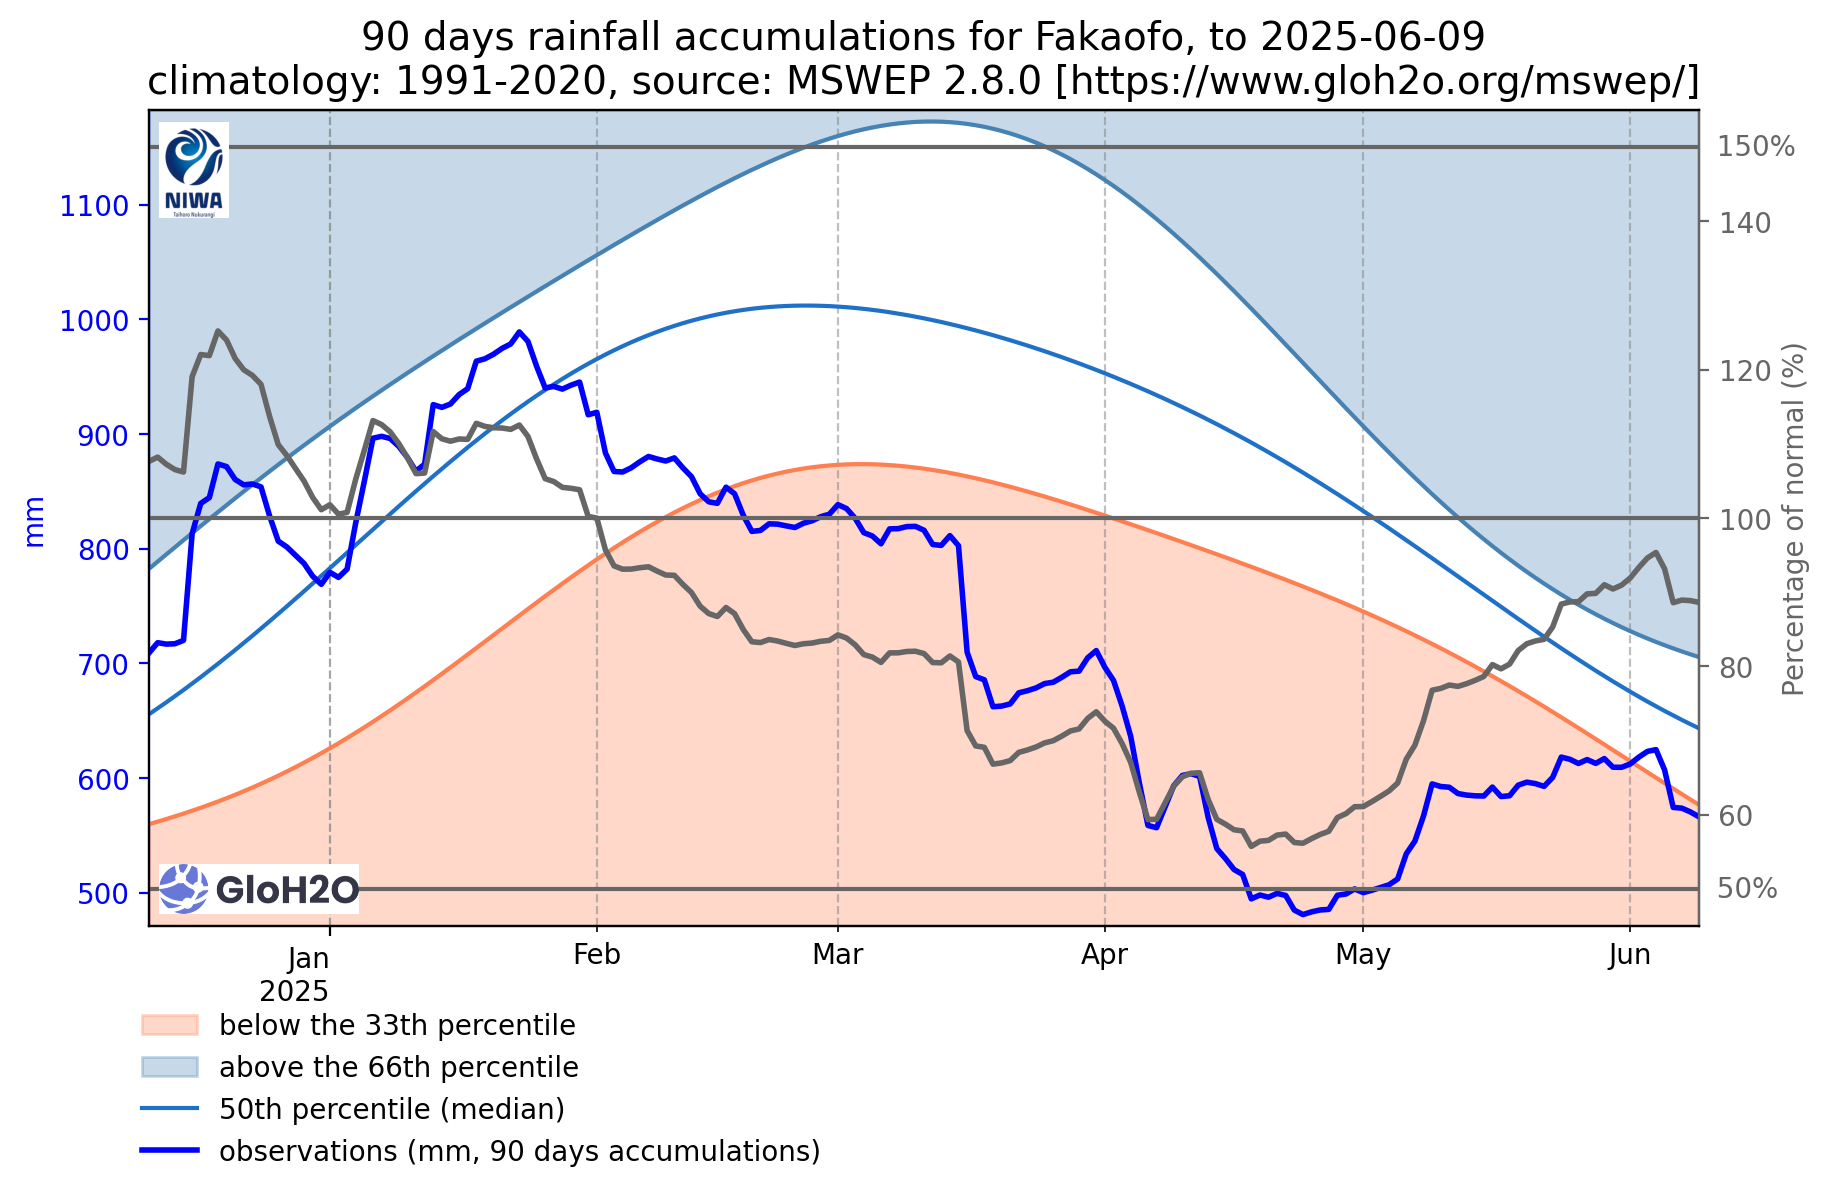 90 days rainfall accumulations for Fakaofo, to 2025-06-09
climatology: 1991-2020, source: MSWEP 2.8.0 [https://www.gloh2o.org/mswep/]
NIWA
Taihoro Nukurangi
1100
1000
900
800
700
600
500
mm
150%
140
120
100
80
60
50%
Percentage of normal (%)
GloH2O
Jan
2025
Feb
Mar
Apr
May
Jun
below the 33th percentile
above the 66th percentile
50th percentile (median)
observations (mm, 90 days accumulations)